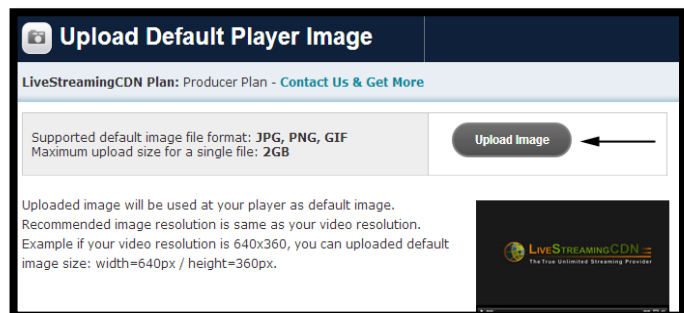 Upload Default Player Image
LiveStreamingCDN Plan: Producer Plan - Contact Us & Get More
Supported default image file format: JPG, PNG, GIF
Maximum upload size for a single file: 2GB
Upload Image
Uploaded image will be used at your player as default image.
Recommended image resolution is same as your video resolution.
Example if your video resolution is 640x360, you can uploaded default
image size: width=640px / height=360px.
LIVESTREAMINGCDN
The True Unlimited Streaming Provider